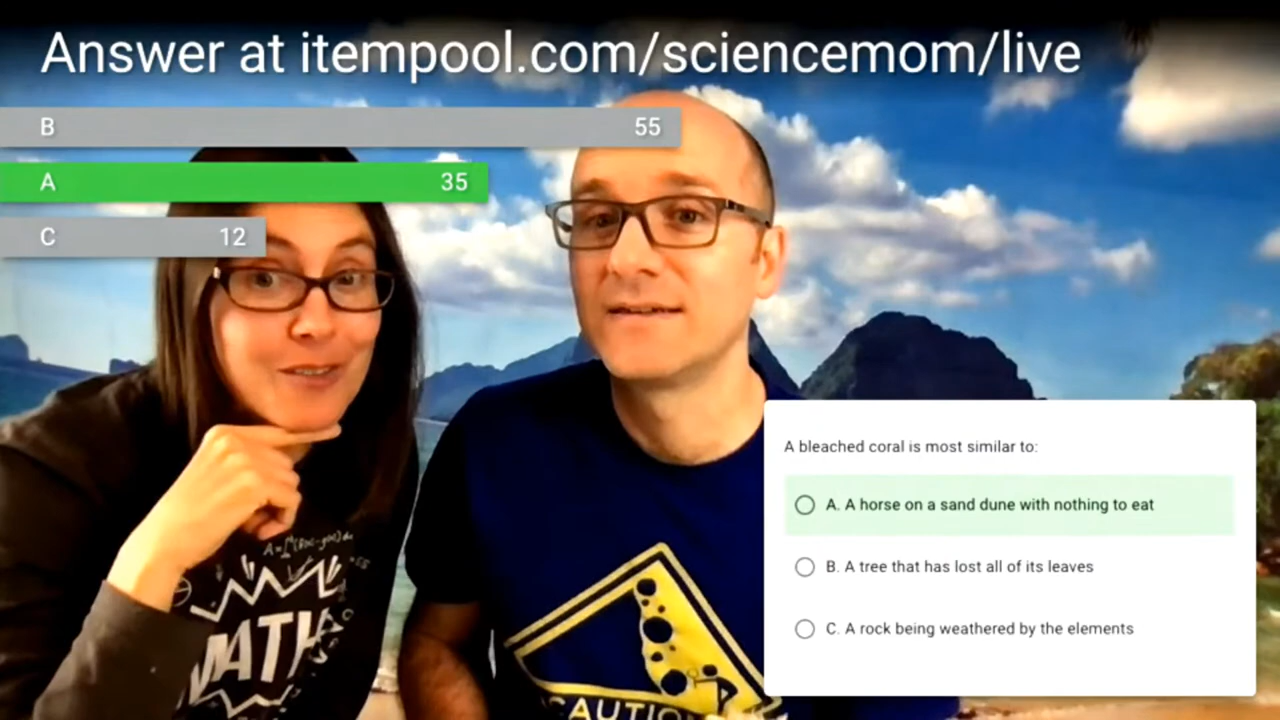 Answer at itempool.com/sciencemom/live
B 55
A 35
C 12
A bleached coral is most similar to:
A. A horse on a sand dune with nothing to eat
B. A tree that has lost all of its leaves
C. A rock being weathered by the elements
MATH
CAUTION